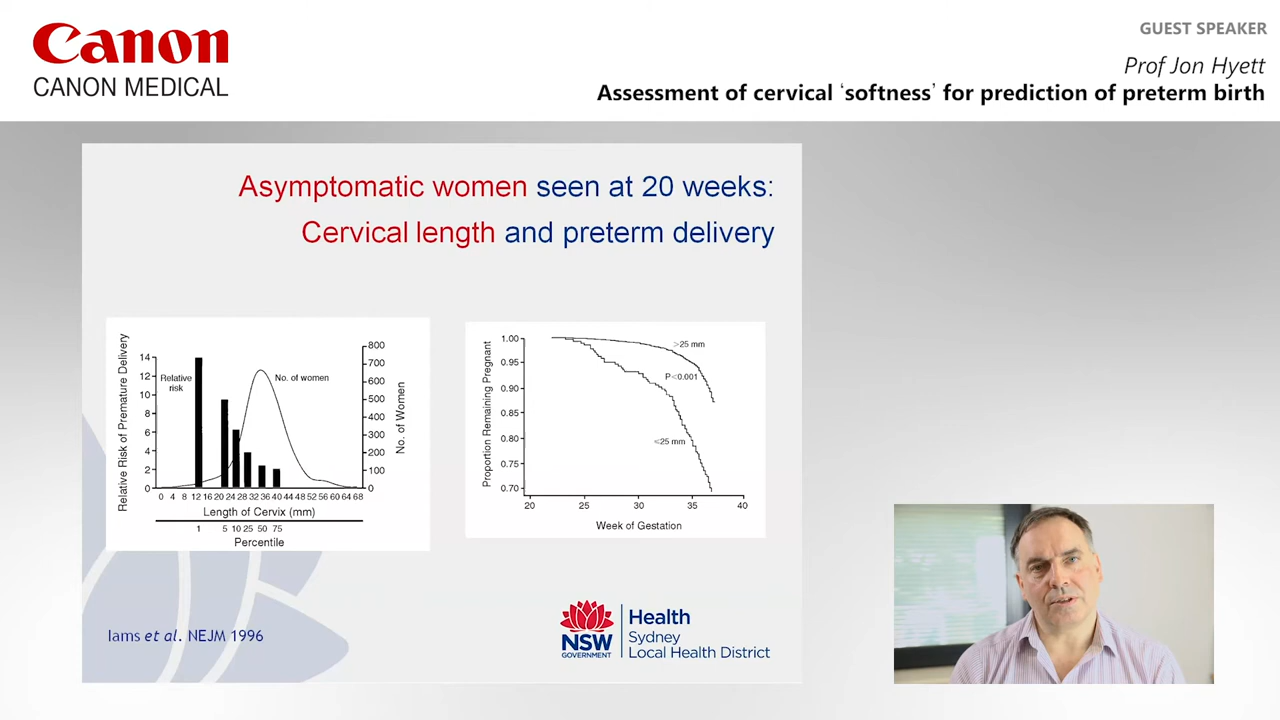 Canon
CANON MEDICAL
GUEST SPEAKER
Prof Jon Hyett
Assessment of cervical ‘softness’ for prediction of preterm birth
Asymptomatic women seen at 20 weeks:
Cervical length and preterm delivery
Relative Risk of Premature Delivery
14
12
10
8
6
4
2
0
Relative
risk
No. of women
800
700
600
500
400
300
200
100
0
No. of Women
0 4 8 12 16 20 24 28 32 36 40 44 48 52 56 60 64 68
Length of Cervix (mm)
1 5 10 25 50 75
Percentile
Proportion Remaining Pregnant
1.00
0.95
0.90
0.85
0.80
0.75
0.70
>25 mm
P<0.001
≤25 mm
20 25 30 35 40
Week of Gestation
Iams et al. NEJM 1996
NSW
GOVERNMENT
Health
Sydney
Local Health District